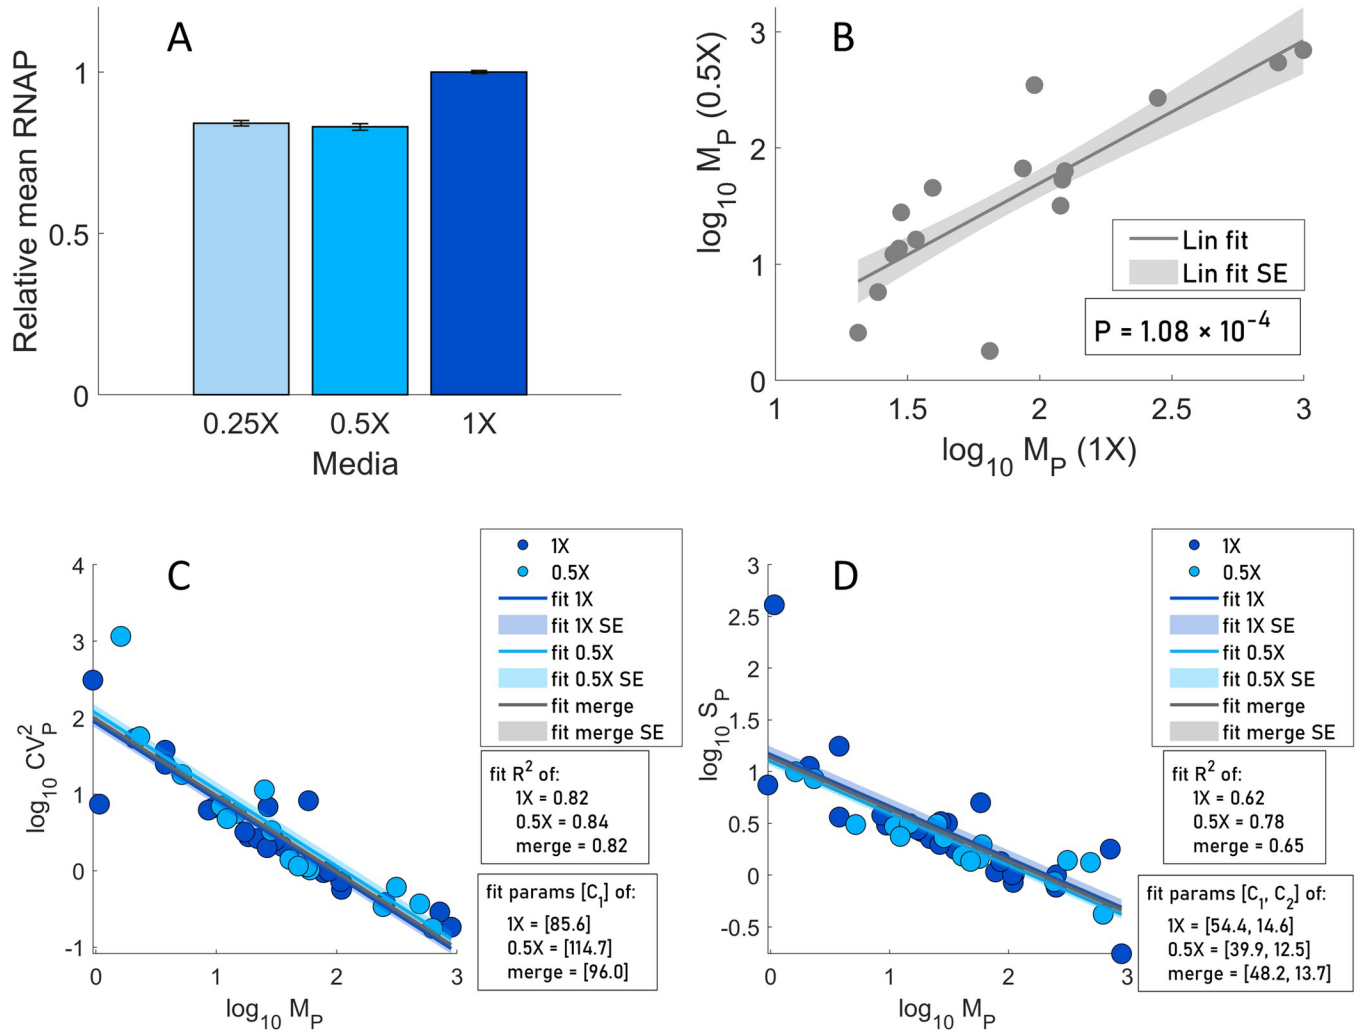 A
Relative mean RNAP
1
0.5
0
0.25X
0.5X
1X
Media
B
log10 MP (0.5X)
3
2
1
0
Lin fit
Lin fit SE
P = 1.08 × 10−4
1
1.5
2
2.5
3
log10 MP (1X)
C
log10 CV2P
4
3
2
1
0
-1
0
1
2
3
log10 MP
1X
0.5X
fit 1X
fit 1X SE
fit 0.5X
fit 0.5X SE
fit merge
fit merge SE
fit R2 of:
1X = 0.82
0.5X = 0.84
merge = 0.82
fit params [C1] of:
1X = [85.6]
0.5X = [114.7]
merge = [96.0]
D
log10 SP
3
2.5
2
1.5
1
0.5
0
-0.5
0
1
2
3
log10 MP
1X
0.5X
fit 1X
fit 1X SE
fit 0.5X
fit 0.5X SE
fit merge
fit merge SE
fit R2 of:
1X = 0.62
0.5X = 0.78
merge = 0.65
fit params [C1, C2] of:
1X = [54.4, 14.6]
0.5X = [39.9, 12.5]
merge = [48.2, 13.7]